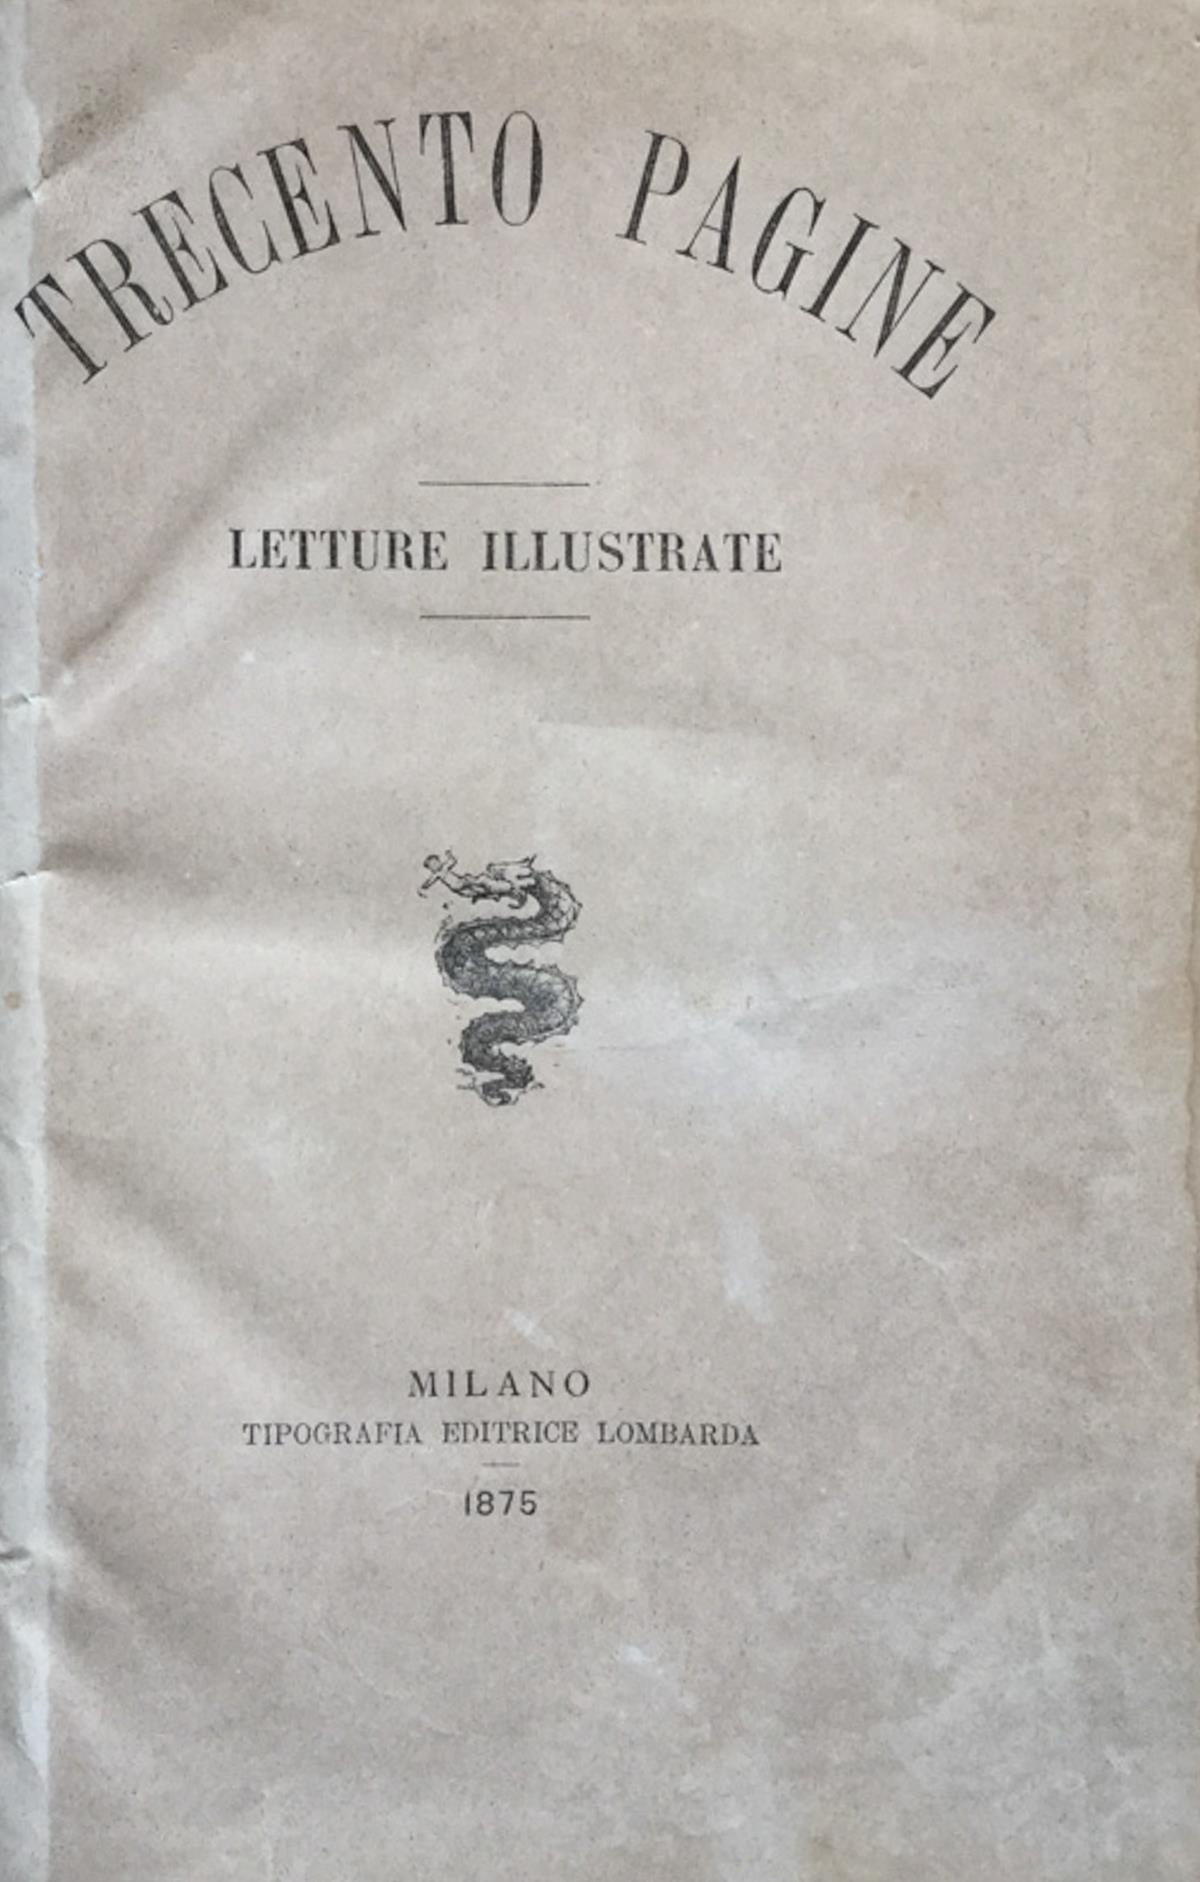 TRECENTO PAGINE
LETTURE ILLUSTRATE
MILANO
TIPOGRAFIA EDITRICE LOMBARDA
1875